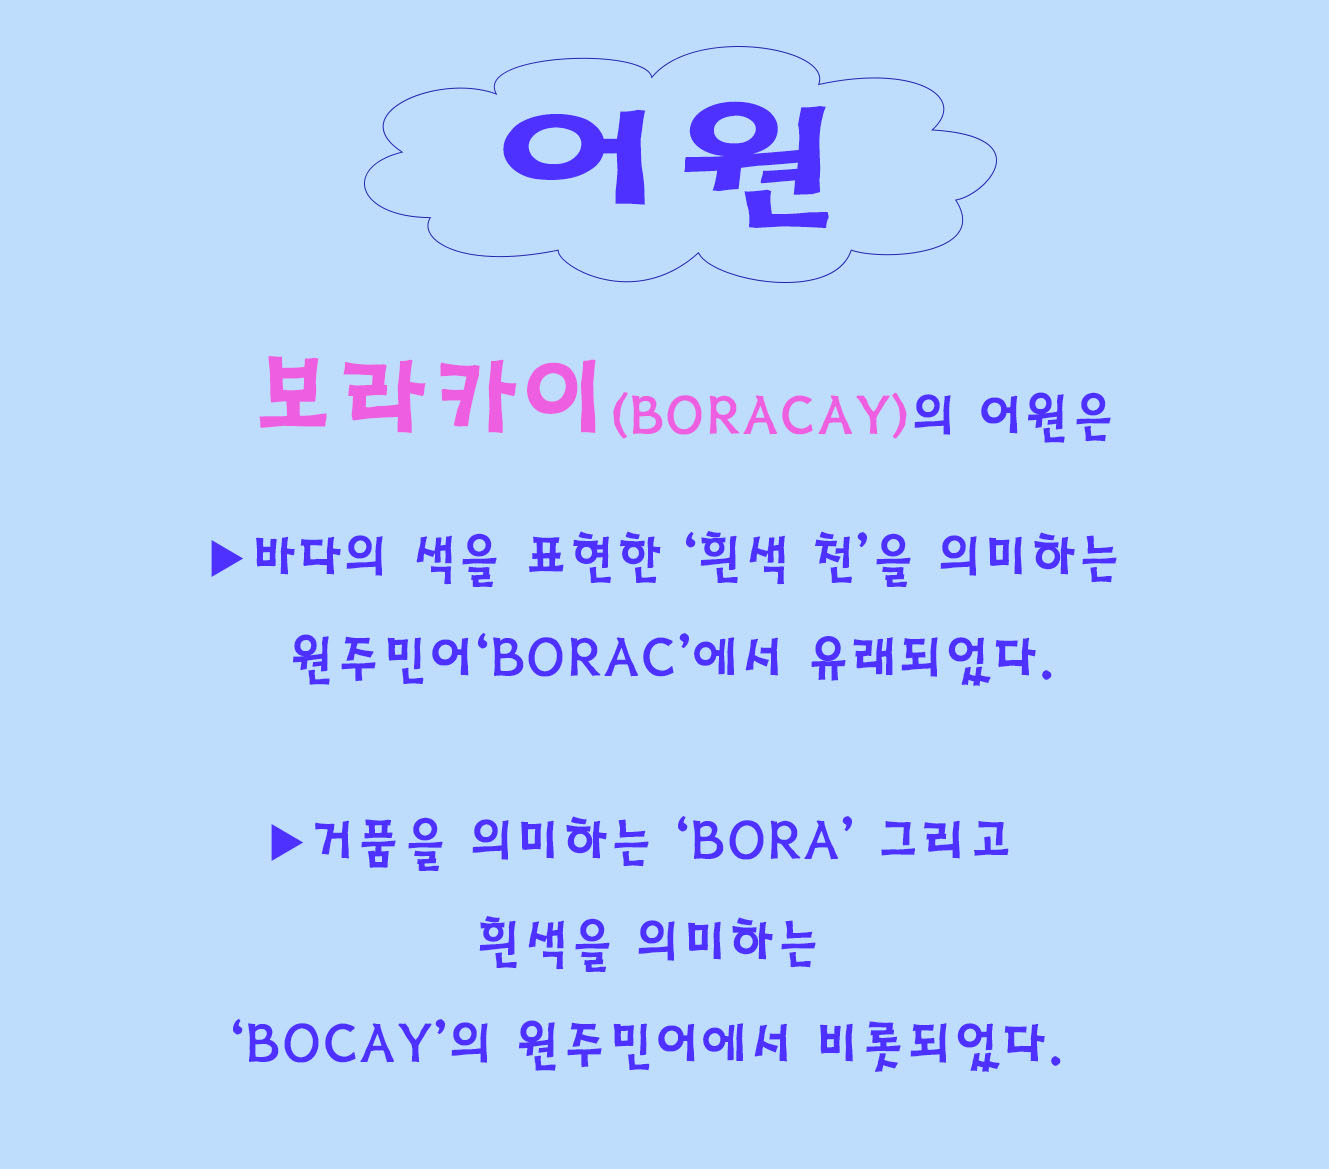 어원
보라카이(BORACAY)의 어원은
▶바다의 색을 표현한 ‘흰색 천’을 의미하는
원주민어‘BORAC’에서 유래되었다.
▶거품을 의미하는 ‘BORA’ 그리고
흰색을 의미하는
‘BOCAY’의 원주민어에서 비롯되었다.